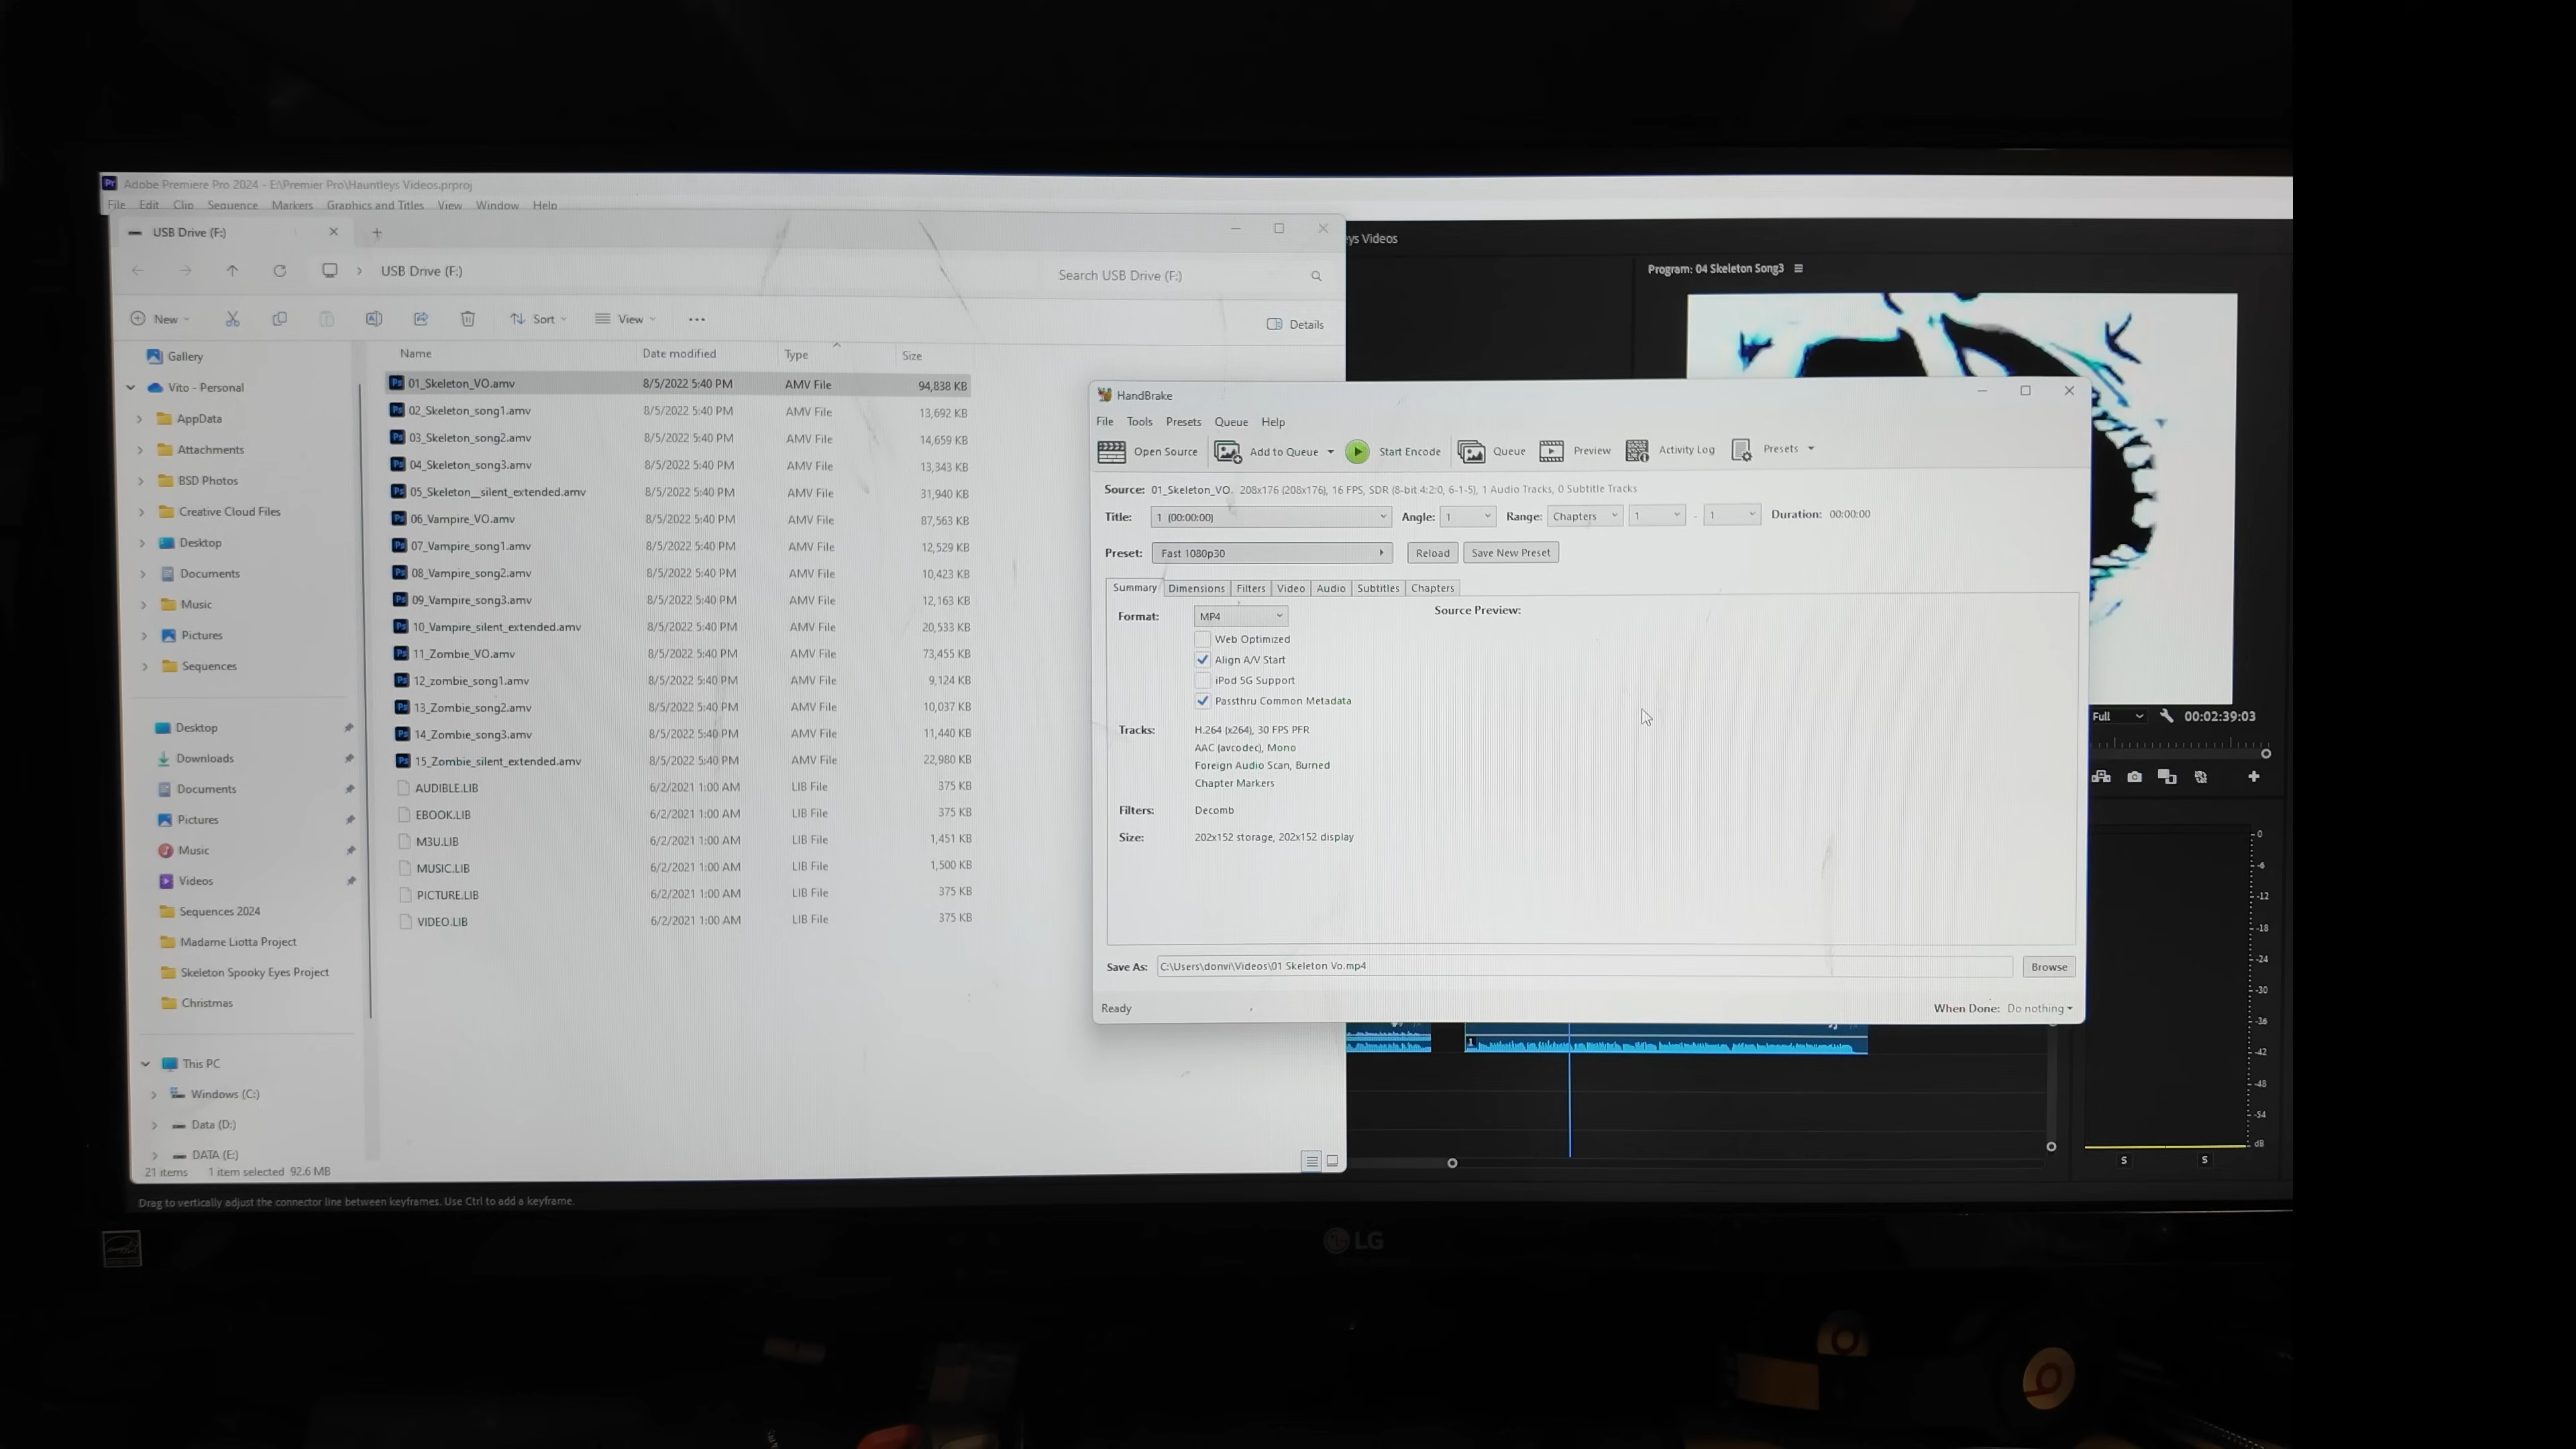 Adobe Premiere Pro 2024 - E:\Premier Pro\Hauntleys Videos.prproj
File Edit Clip Sequence Markers Graphics and Titles View Window Help
USB Drive (F:)
USB Drive (F:)
Search USB Drive (F:)
New
Sort
View
Details
Gallery
Vito - Personal
AppData
Attachments
BSD Photos
Creative Cloud Files
Desktop
Documents
Music
Pictures
Sequences
Desktop
Downloads
Documents
Pictures
Music
Videos
Sequences 2024
Madame Liotta Project
Skeleton Spooky Eyes Project
Christmas
This PC
Windows (C:)
Data (D:)
DATA (E:)
Name Date modified Type Size
01_Skeleton_VO.amv 8/5/2022 5:40 PM AMV File 94,838 KB
02_Skeleton_song1.amv 8/5/2022 5:40 PM AMV File 13,692 KB
03_Skeleton_song2.amv 8/5/2022 5:40 PM AMV File 14,659 KB
04_Skeleton_song3.amv 8/5/2022 5:40 PM AMV File 13,343 KB
05_Skeleton__silent_extended.amv 8/5/2022 5:40 PM AMV File 31,940 KB
06_Vampire_VO.amv 8/5/2022 5:40 PM AMV File 87,563 KB
07_Vampire_song1.amv 8/5/2022 5:40 PM AMV File 12,529 KB
08_Vampire_song2.amv 8/5/2022 5:40 PM AMV File 10,423 KB
09_Vampire_song3.amv 8/5/2022 5:40 PM AMV File 12,163 KB
10_Vampire_silent_extended.amv 8/5/2022 5:40 PM AMV File 20,533 KB
11_Zombie_VO.amv 8/5/2022 5:40 PM AMV File 73,455 KB
12_zombie_song1.amv 8/5/2022 5:40 PM AMV File 9,124 KB
13_Zombie_song2.amv 8/5/2022 5:40 PM AMV File 10,037 KB
14_Zombie_song3.amv 8/5/2022 5:40 PM AMV File 11,440 KB
15_Zombie_silent_extended.amv 8/5/2022 5:40 PM AMV File 22,980 KB
AUDIBLE.LIB 6/2/2021 1:00 AM LIB File 375 KB
EBOOK.LIB 6/2/2021 1:00 AM LIB File 375 KB
M3U.LIB 6/2/2021 1:00 AM LIB File 1,451 KB
MUSIC.LIB 6/2/2021 1:00 AM LIB File 1,500 KB
PICTURE.LIB 6/2/2021 1:00 AM LIB File 375 KB
VIDEO.LIB 6/2/2021 1:00 AM LIB File 375 KB
21 items 1 item selected 92.6 MB
Drag to vertically adjust the connector line between keyframes. Use Ctrl to add a keyframe.
eys Videos
Program: 04 Skeleton Song3
HandBrake
File Tools Presets Queue Help
Open Source Add to Queue Start Encode Queue Preview Activity Log Presets
Source: 01_Skeleton_VO. 208x176 (208x176), 16 FPS, SDR (8-bit 4:2:0, 6-1-5), 1 Audio Tracks, 0 Subtitle Tracks
Title: 1 (00:00:00) Angle: 1 Range: Chapters 1 - 1 Duration: 00:00:00
Preset: Fast 1080p30 Reload Save New Preset
Summary Dimensions Filters Video Audio Subtitles Chapters
Format: MP4
Source Preview:
Web Optimized
Align A/V Start
iPod 5G Support
Passthru Common Metadata
Tracks: H.264 (x264), 30 FPS PFR
AAC (avcodec), Mono
Foreign Audio Scan, Burned
Chapter Markers
Filters: Decomb
Size: 202x152 storage, 202x152 display
Save As: C:\Users\donvi\Videos\01 Skeleton Vo.mp4 Browse
Ready When Done: Do nothing
Full 00:02:39:03
0
-6
-12
-18
-24
-30
-36
-42
-48
-54
dB
S S
1
LG